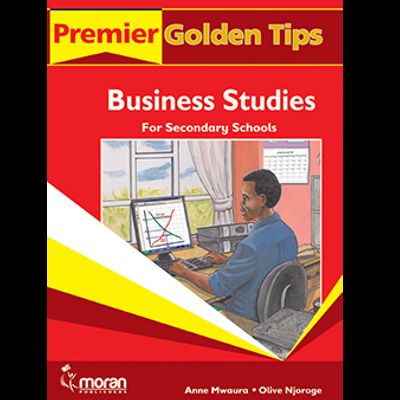 Premier Golden Tips
Business Studies
For Secondary Schools
Anne Mwaura • Olive Njoroge
moran
PUBLISHERS